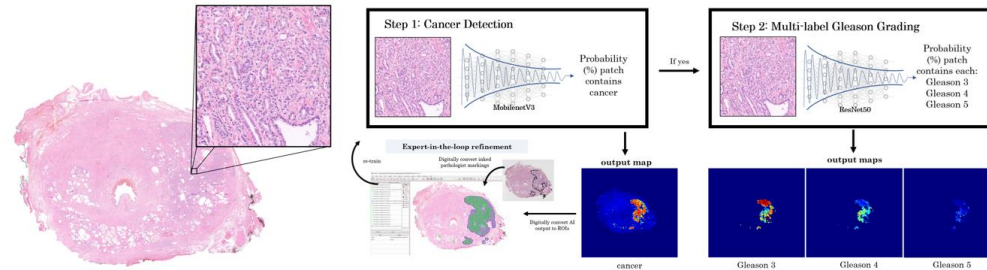 Step 1: Cancer Detection
Probability
(%) patch
contains
cancer
MobilenetV3
If yes
Step 2: Multi-label Gleason Grading
Probability
(%) patch
contains each:
Gleason 3
Gleason 4
Gleason 5
ResNet50
Expert-in-the-loop refinement
re-train
Digitally convert inked
pathologist markings
Digitally convert AI
output to ROIs
output map
cancer
output maps
Gleason 3
Gleason 4
Gleason 5